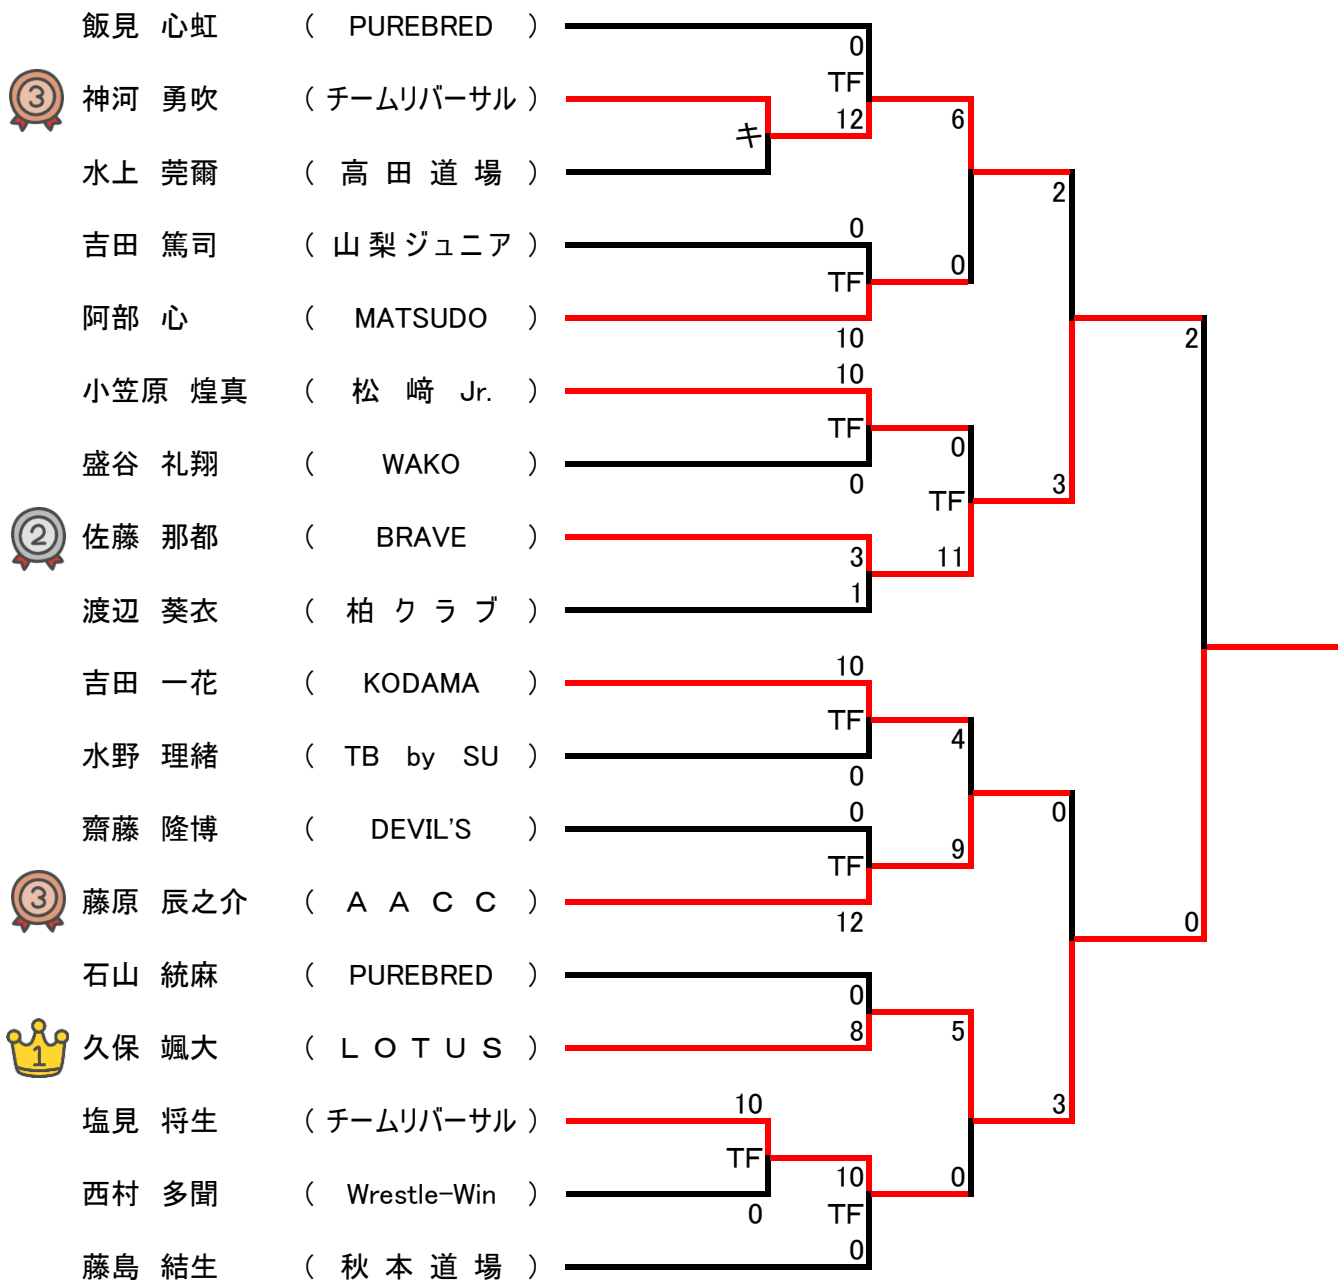 飯見 心虹 ( PUREBRED )
0
TF
3 神河 勇吹 ( チームリバーサル )
12 6
キ
水上 莞爾 ( 高田道場 )
2
吉田 篤司 ( 山梨ジュニア )
0
TF 0
阿部 心 ( MATSUDO )
10 2
小笠原 煌真 ( 松﨑 Jr. )
10
TF 0
盛谷 礼翔 ( WAKO )
0 TF 3
2 佐藤 那都 ( BRAVE )
3 11
1
渡辺 葵衣 ( 柏クラブ )
吉田 一花 ( KODAMA )
10
TF 4
水野 理緒 ( TB by SU )
0
齋藤 隆博 ( DEVIL'S )
0 0
TF 9
3 藤原 辰之介 ( AACC )
12 0
石山 統麻 ( PUREBRED )
0
8 5
1 久保 颯大 ( LOTUS )
塩見 将生 ( チームリバーサル )
10 3
TF
10 0
西村 多聞 ( Wrestle-Win )
0 TF
0
藤島 結生 ( 秋本道場 )